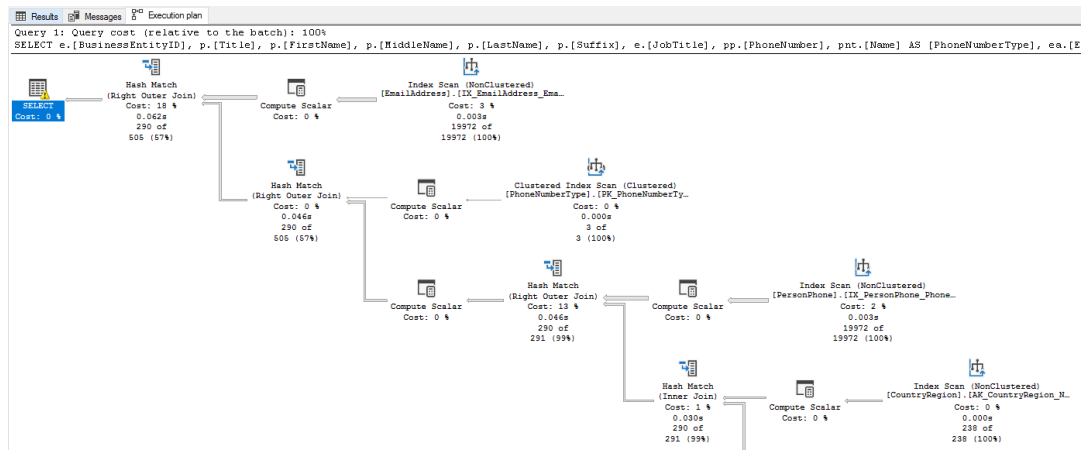 Results Messages Execution plan
Query 1: Query cost (relative to the batch): 100%
SELECT e.[BusinessEntityID], p.[Title], p.[FirstName], p.[MiddleName], p.[LastName], p.[Suffix], e.[JobTitle], pp.[PhoneNumber], pnt.[Name] AS [PhoneNumberType], ea.[E
SELECT
Cost: 0 %
Hash Match
(Right Outer Join)
Cost: 18 %
0.062s
290 of
505 (57%)
Compute Scalar
Cost: 0 %
Index Scan (NonClustered)
[EmailAddress].[IX_EmailAddress_Ema…
Cost: 3 %
0.003s
19972 of
19972 (100%)
Hash Match
(Right Outer Join)
Cost: 0 %
0.046s
290 of
505 (57%)
Compute Scalar
Cost: 0 %
Clustered Index Scan (Clustered)
[PhoneNumberType].[PK_PhoneNumberTy…
Cost: 0 %
0.000s
3 of
3 (100%)
Compute Scalar
Cost: 0 %
Hash Match
(Right Outer Join)
Cost: 13 %
0.046s
290 of
291 (99%)
Compute Scalar
Cost: 0 %
Index Scan (NonClustered)
[PersonPhone].[IX_PersonPhone_Phone…
Cost: 2 %
0.003s
19972 of
19972 (100%)
Hash Match
(Inner Join)
Cost: 1 %
0.030s
290 of
291 (99%)
Compute Scalar
Cost: 0 %
Index Scan (NonClustered)
[CountryRegion].[AK_CountryRegion_N…
Cost: 0 %
0.000s
238 of
238 (100%)